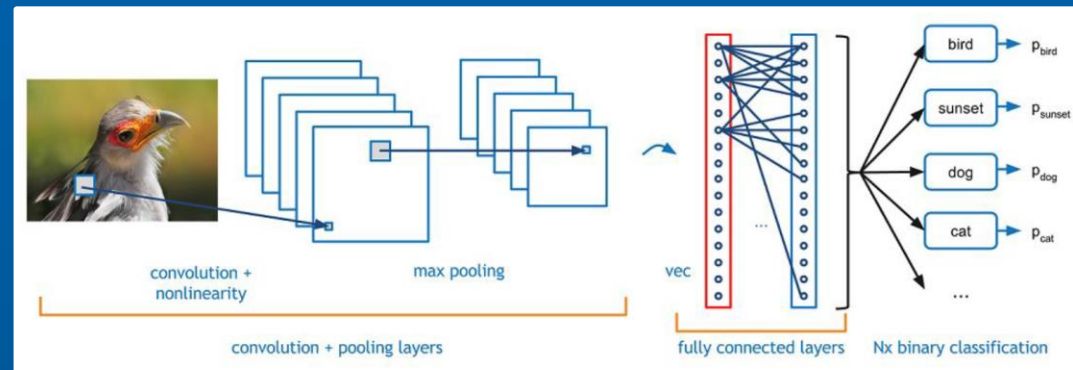 bird
p_bird
sunset
p_sunset
dog
p_dog
cat
p_cat
...
...
convolution +
nonlinearity
max pooling
vec
convolution + pooling layers
fully connected layers
Nx binary classification